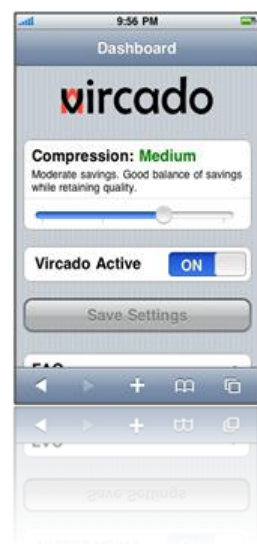 9:56 PM
Dashboard
vircado
Compression: Medium
Moderate savings. Good balance of savings
while retaining quality.
Vircado Active ON
Save Settings
FAQ